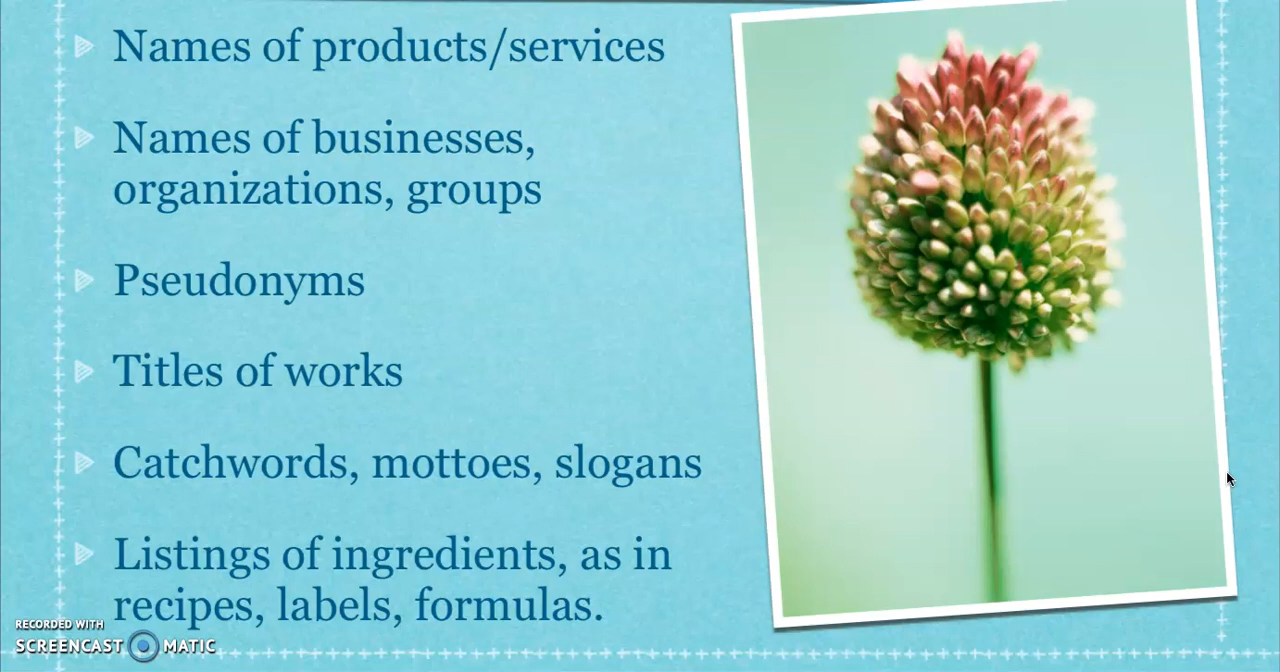 Names of products/services
Names of businesses,
organizations, groups
Pseudonyms
Titles of works
Catchwords, mottoes, slogans
Listings of ingredients, as in
recipes, labels, formulas.
RECORDED WITH
SCREENCAST MATIC